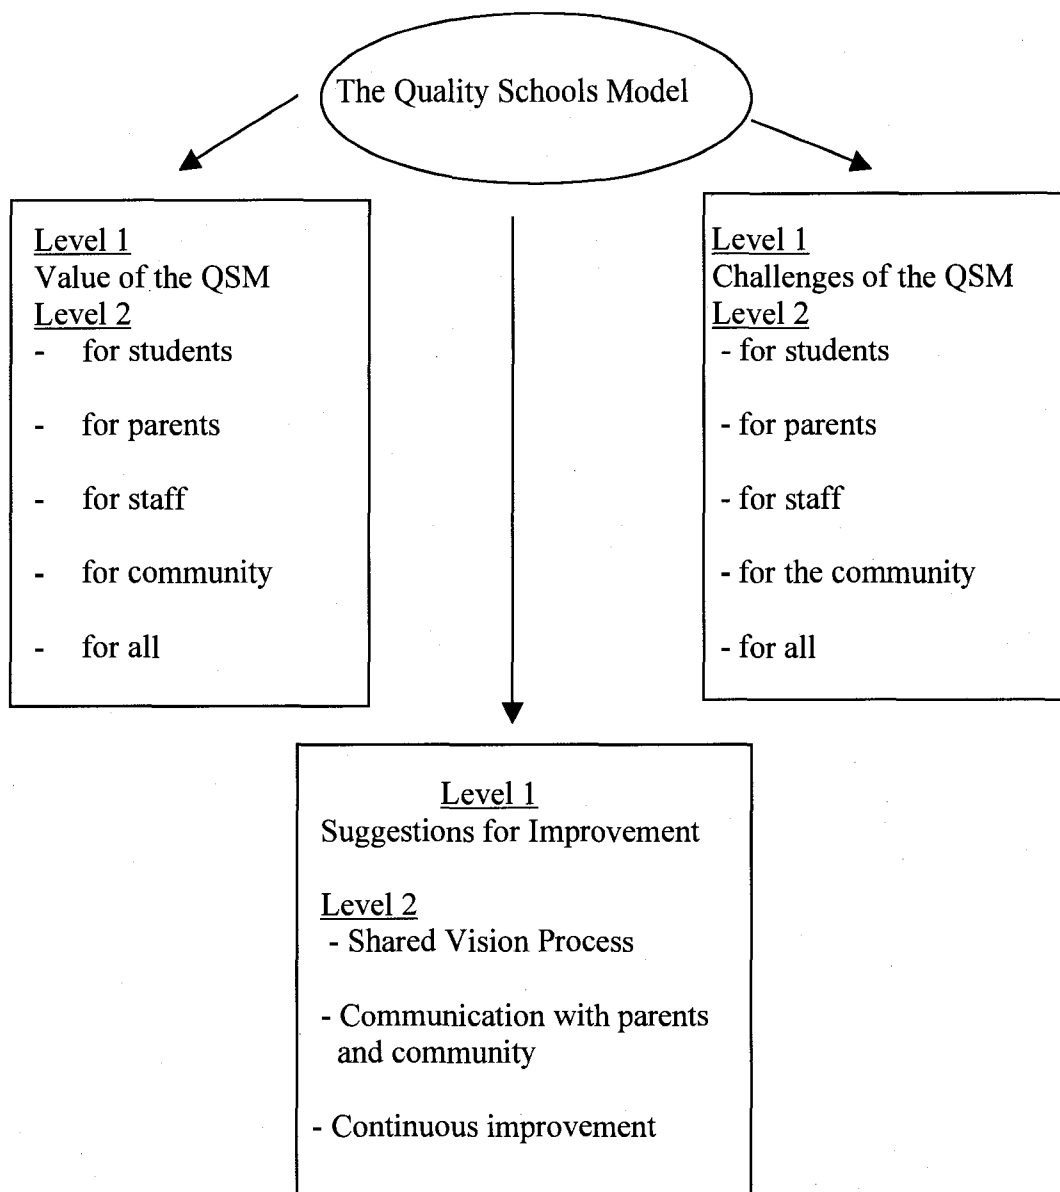 The Quality Schools Model
Level 1
Value of the QSM
Level 2
- for students
- for parents
- for staff
- for community
- for all
Level 1
Challenges of the QSM
Level 2
- for students
- for parents
- for staff
- for the community
- for all
Level 1
Suggestions for Improvement
Level 2
- Shared Vision Process
- Communication with parents
and community
- Continuous improvement